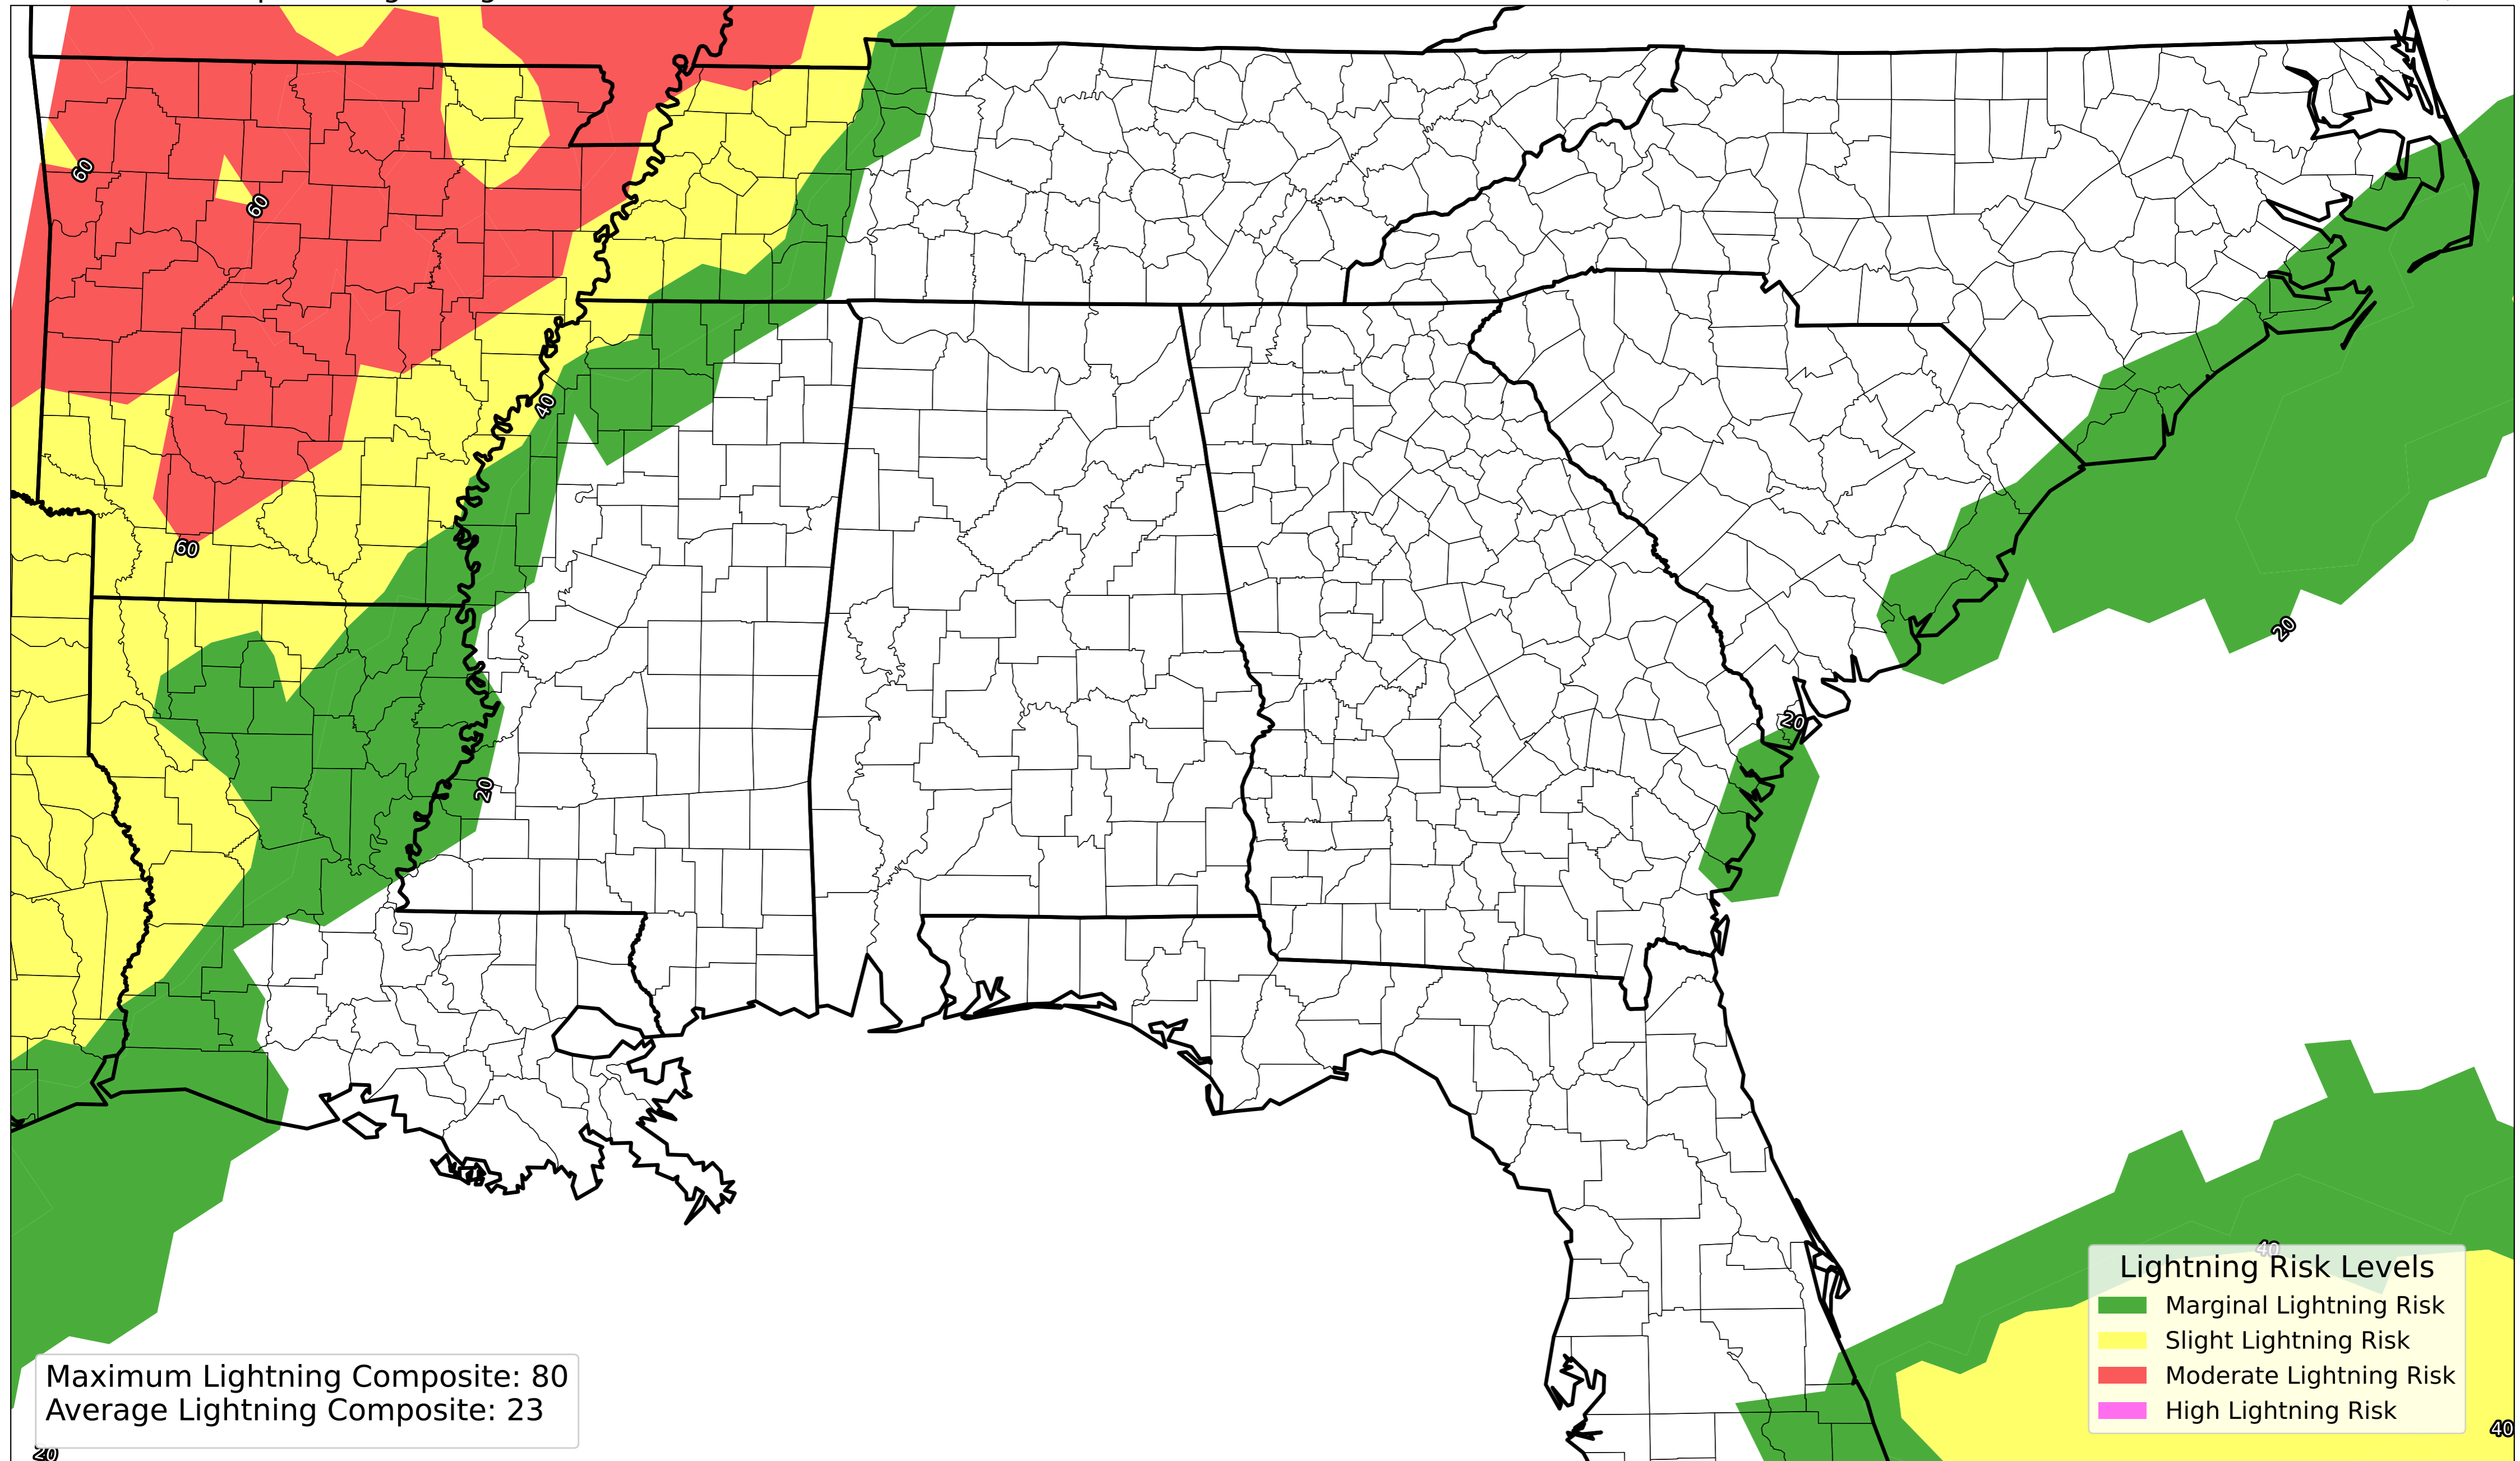 60
60
40
60
20
20
20
40
Lightning Risk Levels
Marginal Lightning Risk
Slight Lightning Risk
Moderate Lightning Risk
High Lightning Risk
Maximum Lightning Composite: 80
Average Lightning Composite: 23
40
20